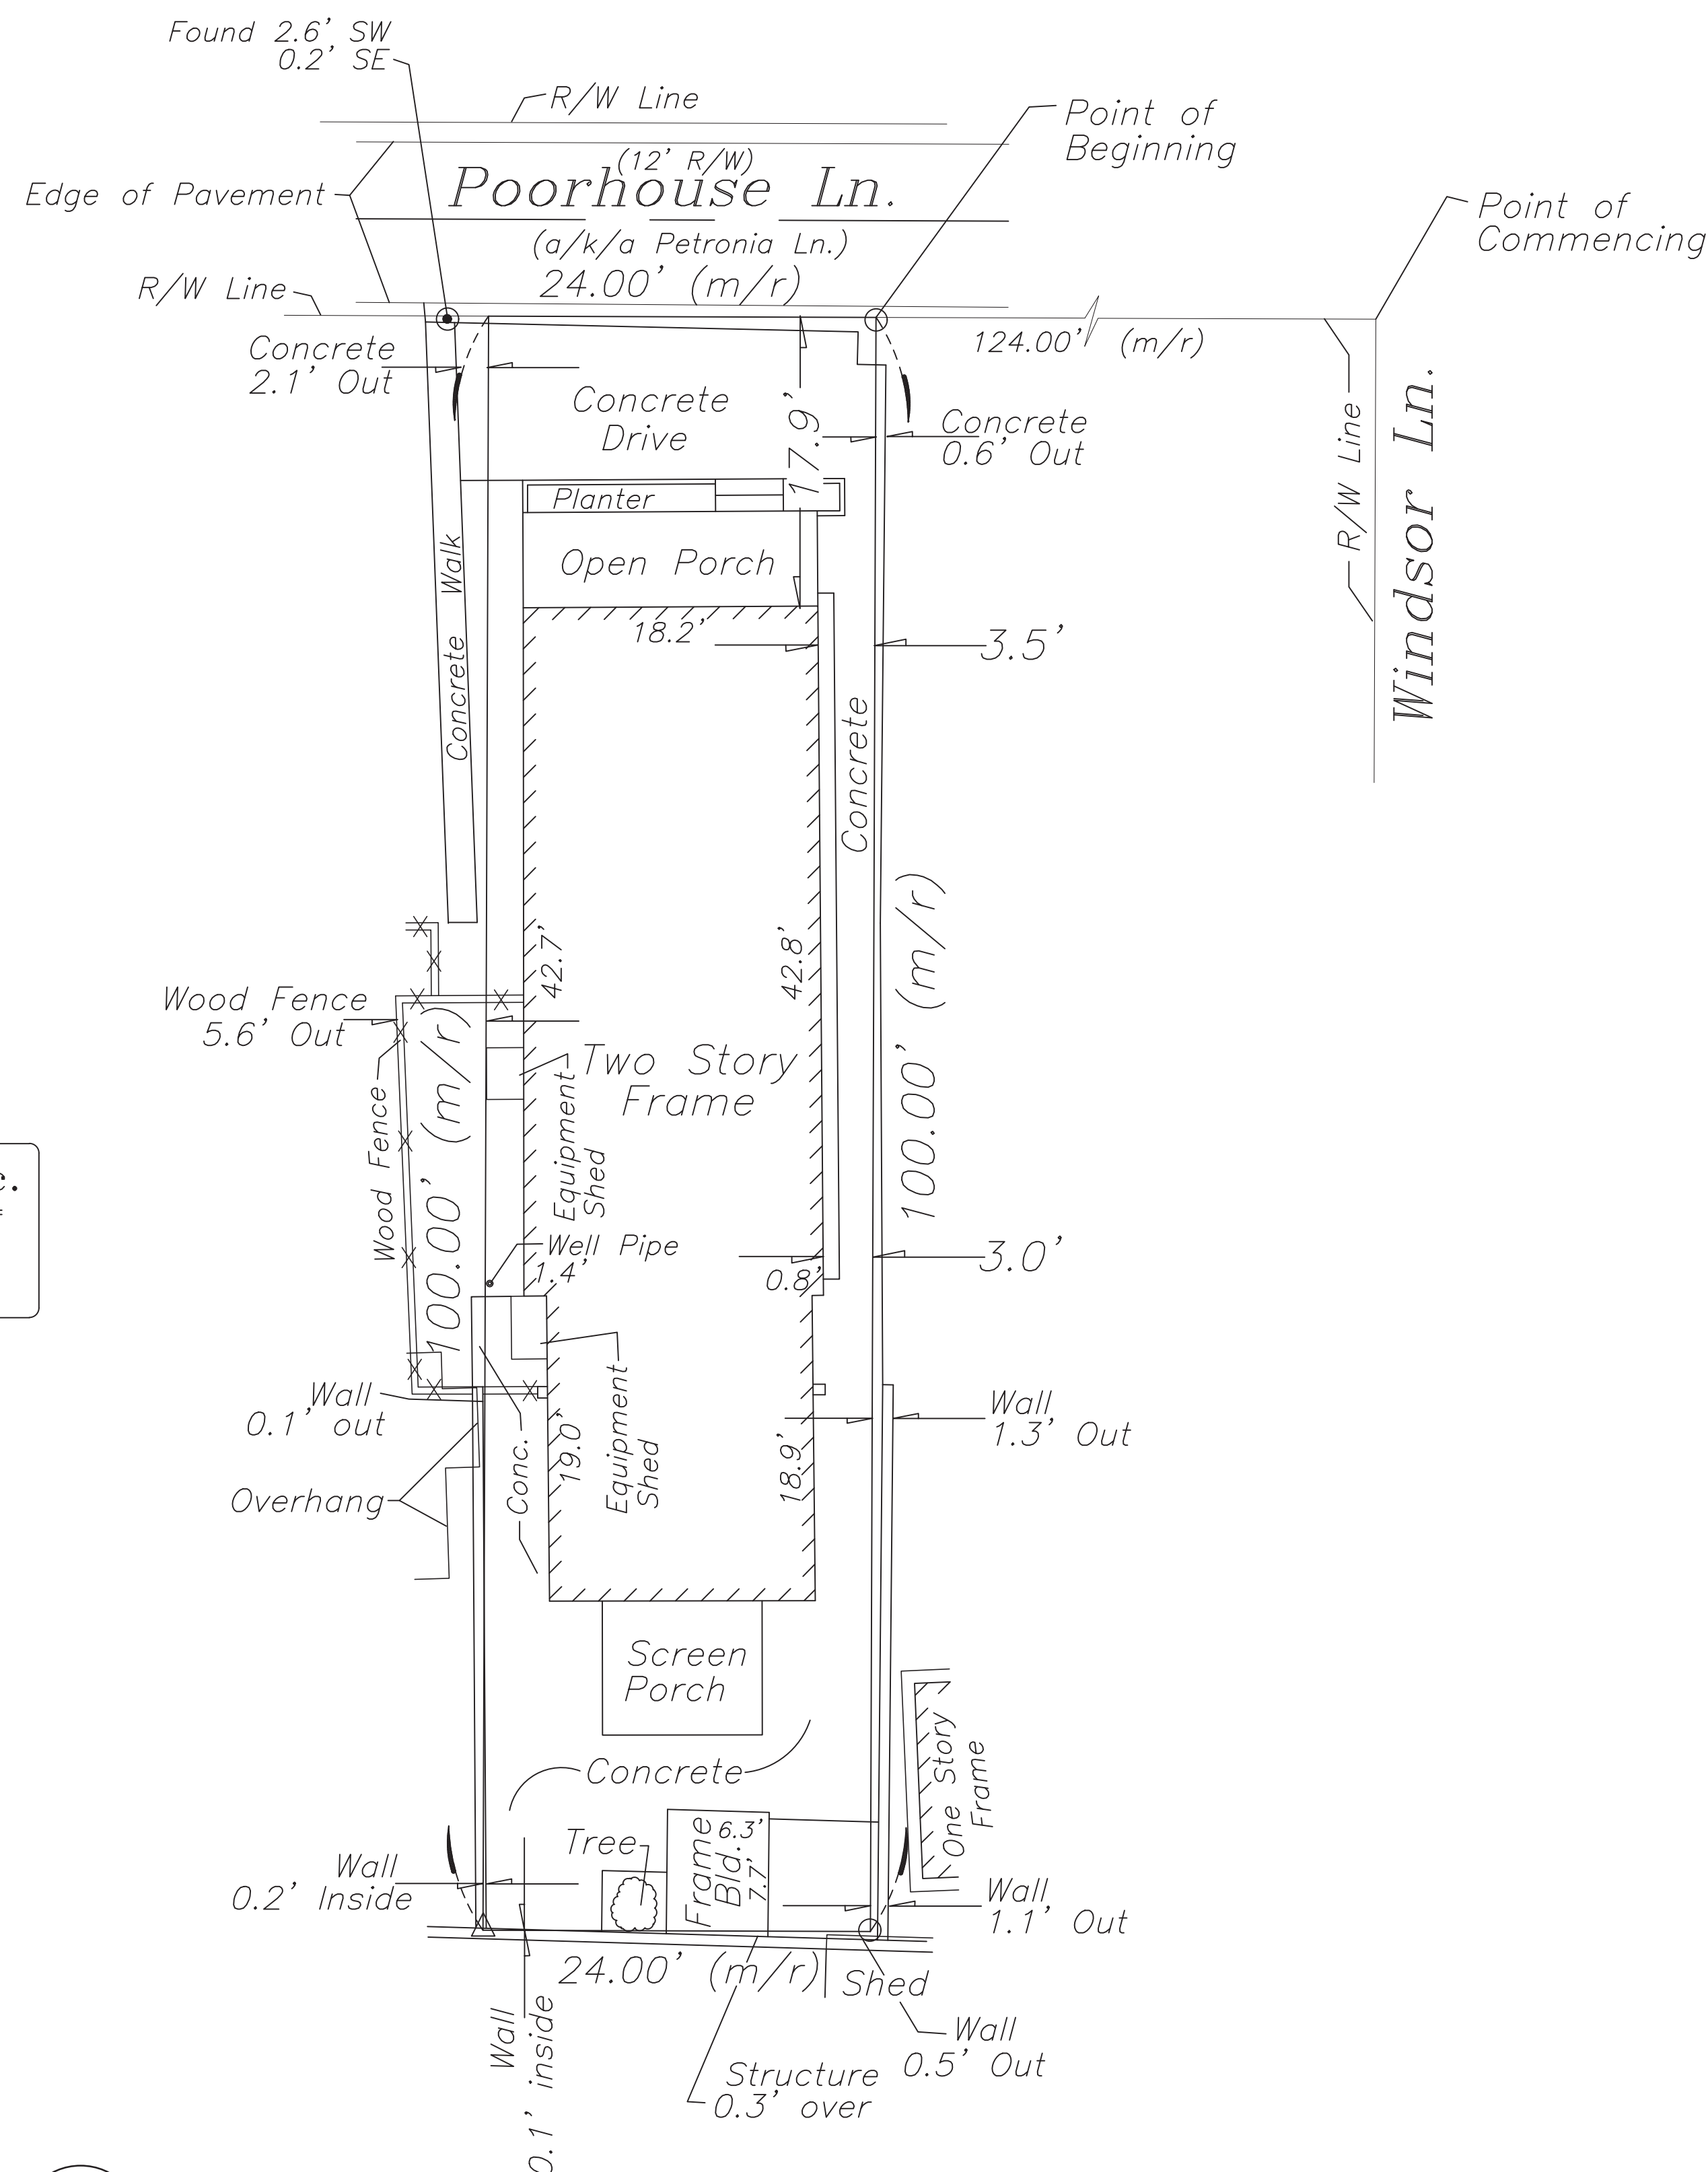 Found 2.6' SW
0.2' SE
R/W Line
Point of
Beginning
(12' R/W)
Poorhouse Ln.
Edge of Pavement
Point of
Commencing
(a/k/a Petronia Ln.)
24.00' (m/r)
R/W Line
124.00' (m/r)
Concrete
2.1' Out
Concrete
Drive
17.9'
Concrete
0.6' Out
R/W Line
Windsor Ln.
Planter
Open Porch
Concrete Walk
18.2'
3.5'
Concrete
42.7'
42.8'
100.00' (m/r)
Wood Fence
5.6' Out
Wood Fence
100.00' (m/r)
Two Story
Frame
Equipment
Shed
Well Pipe
1.4'
0.8'
3.0'
Equipment
Shed
Wall
0.1' out
Conc.
19.0'
18.9'
Wall
1.3' Out
Overhang
Screen
Porch
Concrete
One Story
Frame
Tree
Frame
Bld.
6.3'
7.7'
Wall
0.2' Inside
Wall
1.1' Out
24.00' (m/r)
Shed
Wall
0.1' inside
Wall
0.5' Out
Structure
0.3' over